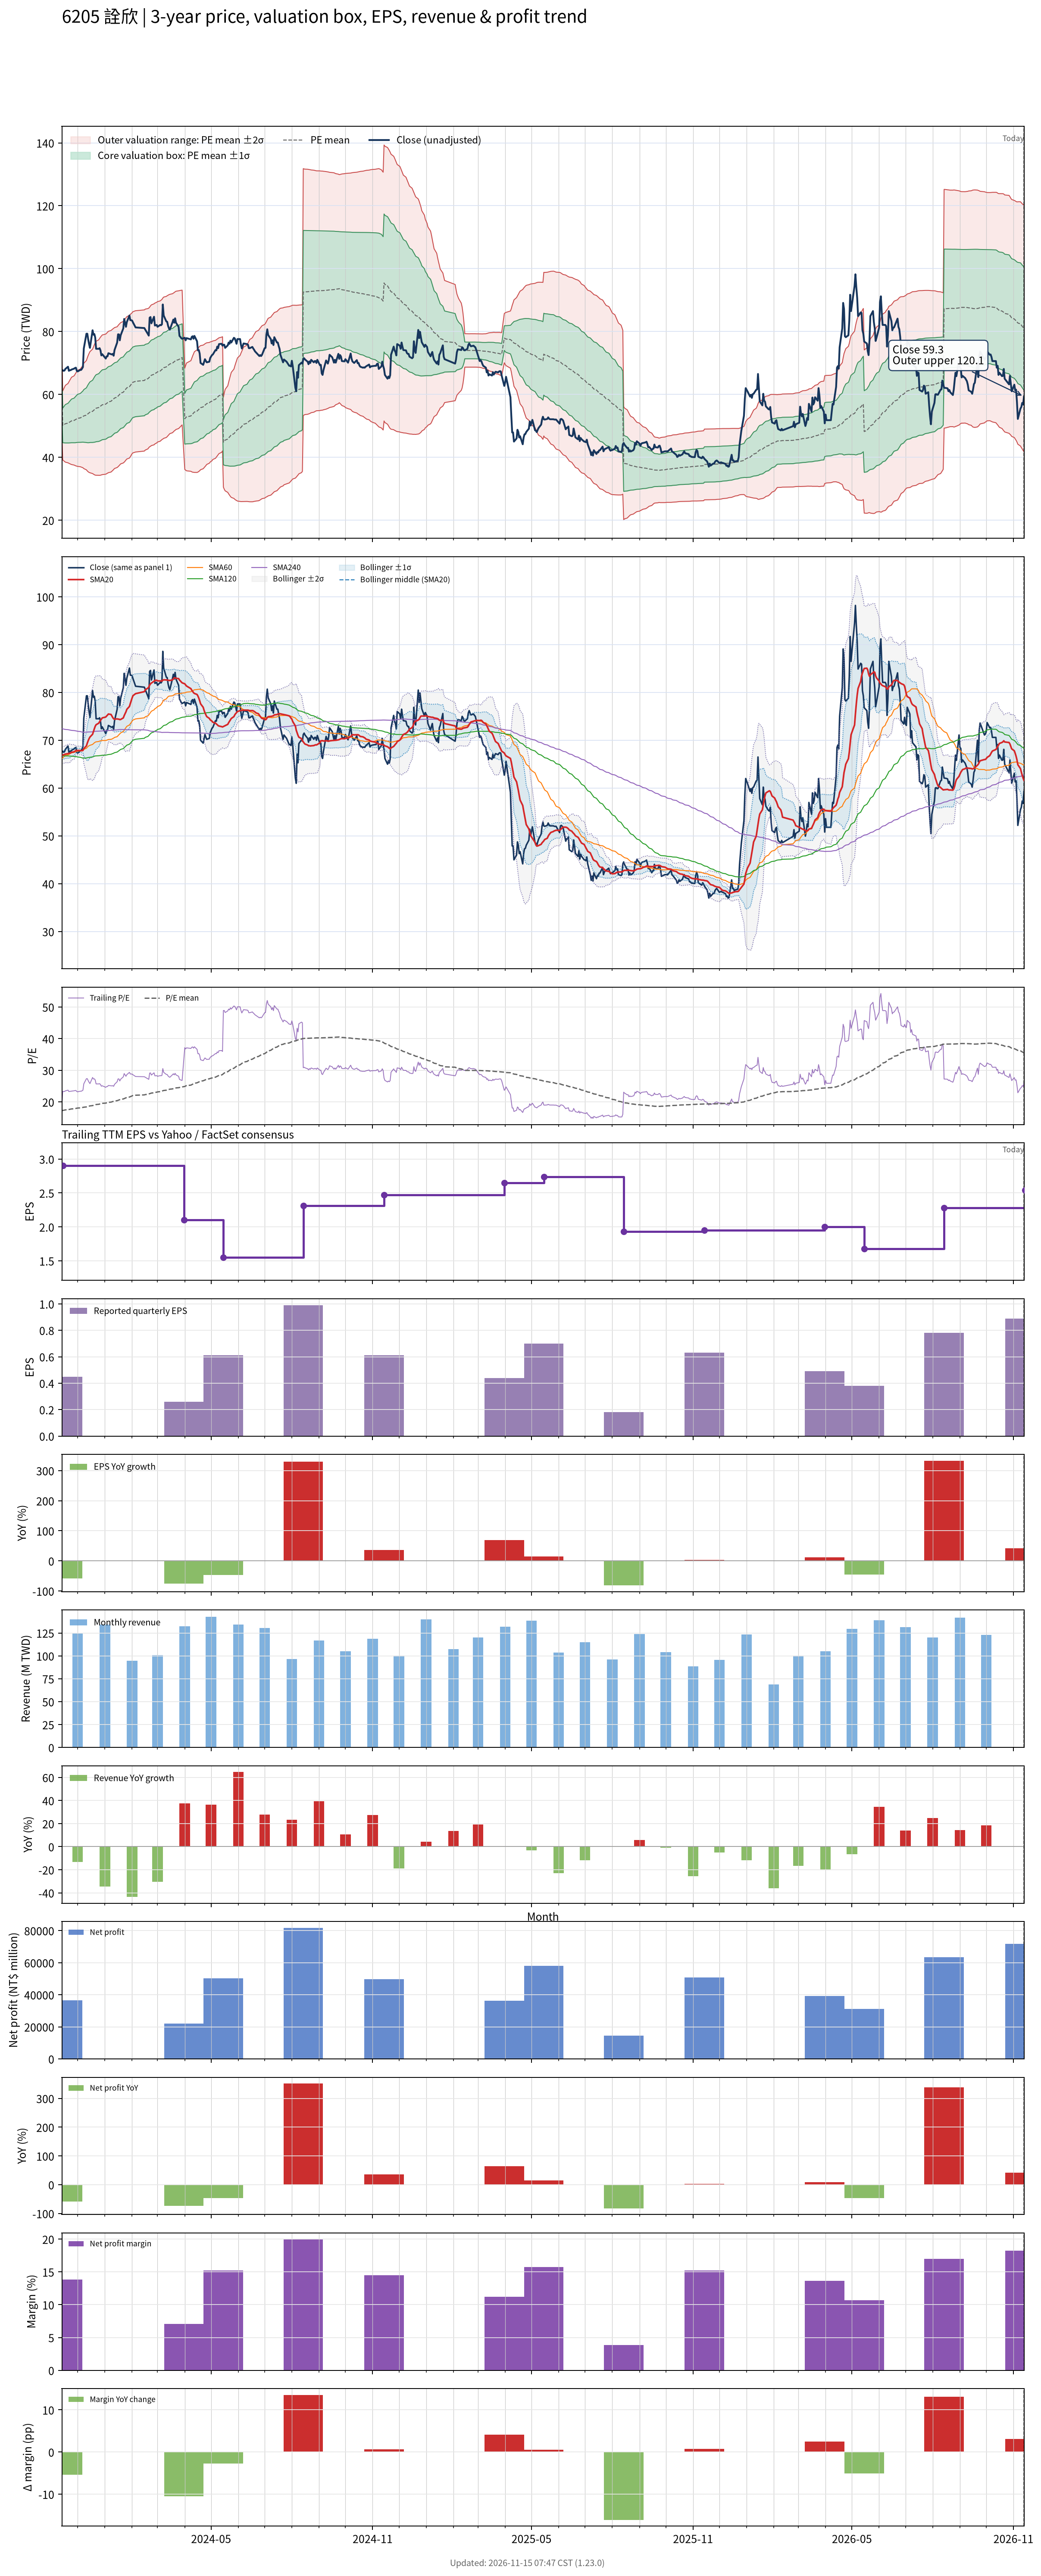 6205 詮欣 | 3-year price, valuation box, EPS, revenue & profit trend
Outer valuation range: PE mean ±2σ
PE mean
Close (unadjusted)
Core valuation box: PE mean ±1σ
Today
140
120
100
80
60
40
20
Price (TWD)
Close 59.3
Outer upper 120.1
Close (same as panel 1)
SMA20
SMA60
SMA120
SMA240
Bollinger ±2σ
Bollinger ±1σ
Bollinger middle (SMA20)
100
90
80
70
60
50
40
30
Price
Trailing P/E
P/E mean
50
40
30
20
P/E
Trailing TTM EPS vs Yahoo / FactSet consensus
Today
3.0
2.5
2.0
1.5
EPS
Reported quarterly EPS
1.0
0.8
0.6
0.4
0.2
0.0
EPS
EPS YoY growth
300
200
100
0
-100
YoY (%)
Monthly revenue
125
100
75
50
25
0
Revenue (M TWD)
Revenue YoY growth
60
40
20
0
-20
-40
YoY (%)
Month
Net profit
80000
60000
40000
20000
0
Net profit (NT$ million)
Net profit YoY
300
200
100
0
-100
YoY (%)
Net profit margin
20
15
10
5
0
Margin (%)
Margin YoY change
10
0
-10
Δ margin (pp)
2024-05
2024-11
2025-05
2025-11
2026-05
2026-11
Updated: 2026-11-15 07:47 CST (1.23.0)